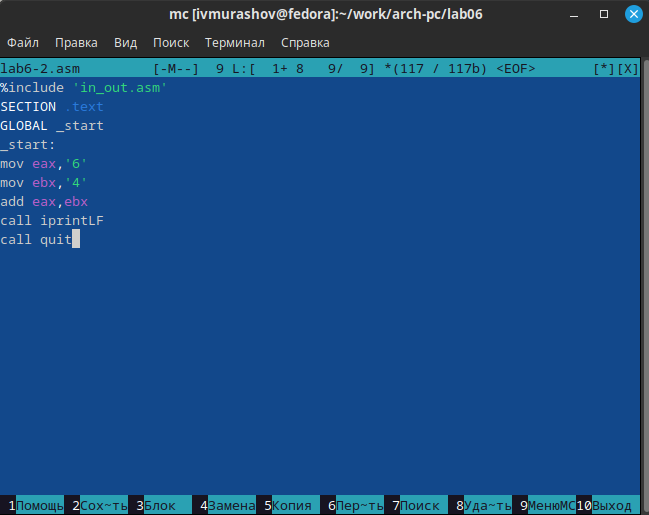 mc [ivmurashov@fedora]:~/work/arch-pc/lab06
Файл Правка Вид Поиск Терминал Справка
lab6-2.asm [-M--] 9 L:[ 1+ 8 9/ 9] *(117 / 117b) <EOF> [*][X]
%include 'in_out.asm'
SECTION .text
GLOBAL _start
_start:
mov eax,'6'
mov ebx,'4'
add eax,ebx
call iprintLF
call quit
1Помощь 2Сох~ть 3Блок 4Замена 5Копия 6Пер~ть 7Поиск 8Уда~ть 9МенюMC 10Выход